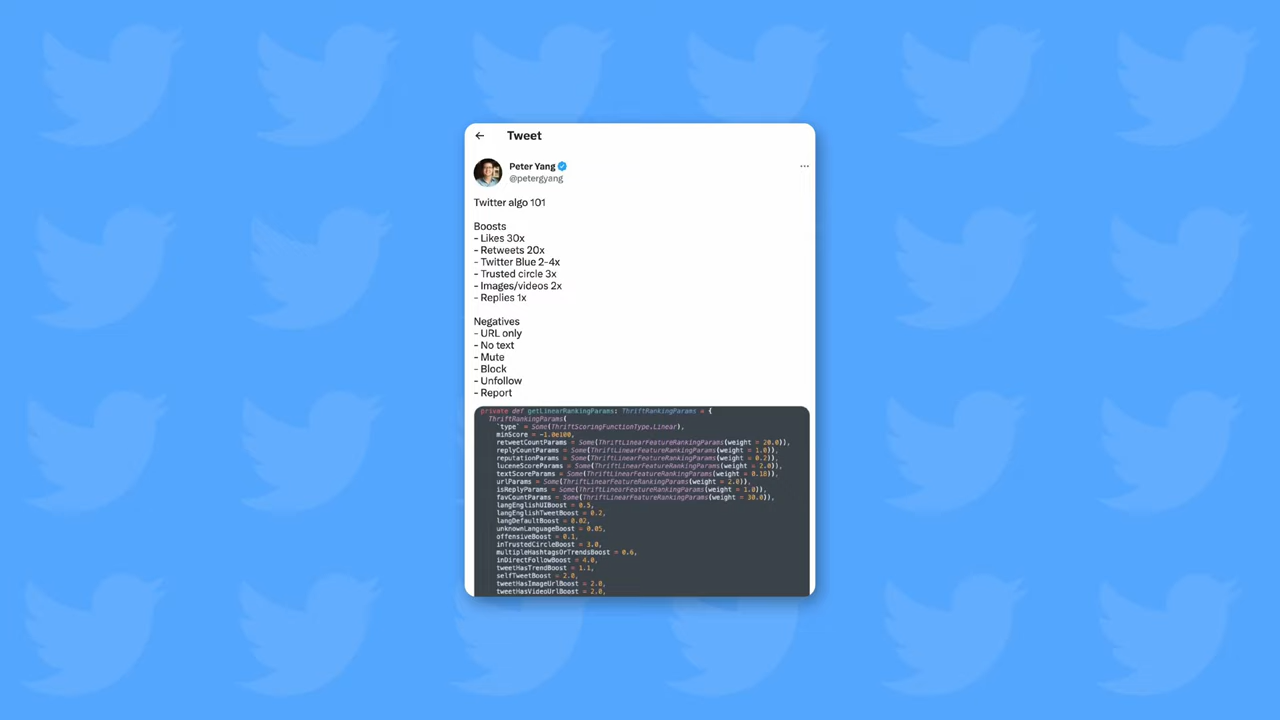 Tweet
Peter Yang
@petergyang
Twitter algo 101
Boosts
- Likes 30x
- Retweets 20x
- Twitter Blue 2-4x
- Trusted circle 3x
- Images/videos 2x
- Replies 1x
Negatives
- URL only
- No text
- Mute
- Block
- Unfollow
- Report
private def getLinearRankingParams: ThriftRankingParams = {
ThriftRankingParams(
`type` = Some(ThriftScoringFunctionType.Linear),
minScore = -1.0e100,
retweetCountParams = Some(ThriftLinearFeatureRankingParams(weight = 20.0)),
replyCountParams = Some(ThriftLinearFeatureRankingParams(weight = 1.0)),
reputationParams = Some(ThriftLinearFeatureRankingParams(weight = 0.2)),
luceneScoreParams = Some(ThriftLinearFeatureRankingParams(weight = 2.0)),
textScoreParams = Some(ThriftLinearFeatureRankingParams(weight = 0.18)),
urlParams = Some(ThriftLinearFeatureRankingParams(weight = 2.0)),
isReplyParams = Some(ThriftLinearFeatureRankingParams(weight = 1.0)),
favCountParams = Some(ThriftLinearFeatureRankingParams(weight = 30.0)),
langEnglishUIBoost = 0.5,
langEnglishTweetBoost = 0.2,
langDefaultBoost = 0.02,
unknownLanguageBoost = 0.05,
offensiveBoost = 0.1,
inTrustedCircleBoost = 3.0,
multipleHashtagsOrTrendsBoost = 0.6,
inDirectFollowBoost = 4.0,
tweetHasTrendBoost = 1.1,
selfTweetBoost = 2.0,
tweetHasImageUrlBoost = 2.0,
tweetHasVideoUrlBoost = 2.0,